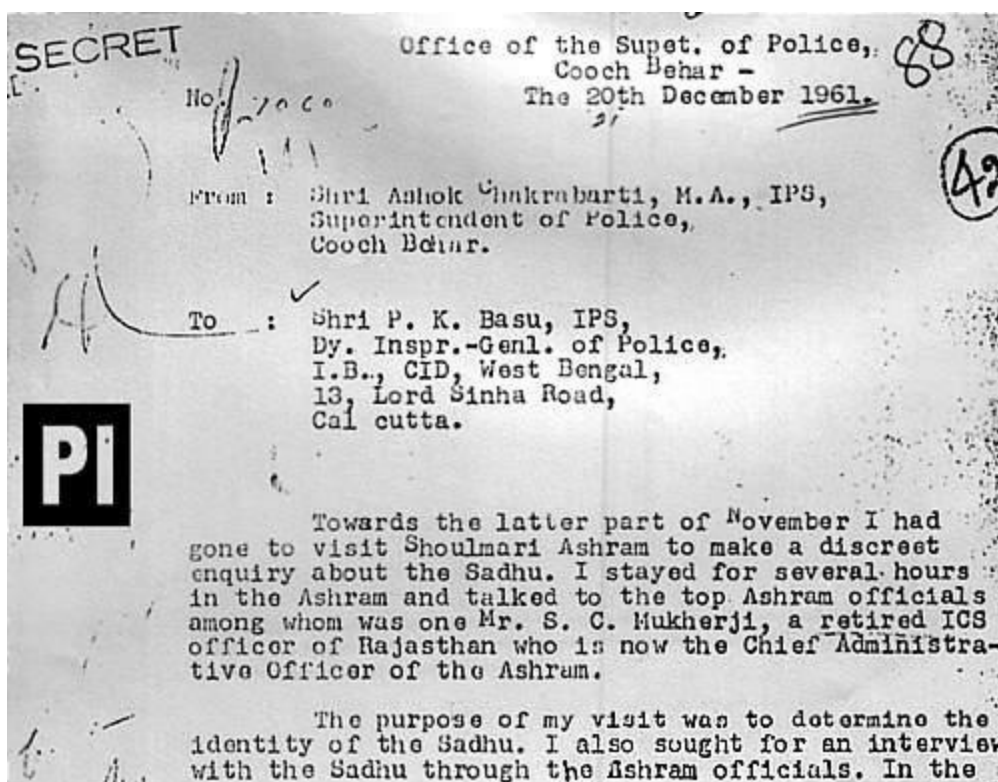 SECRET
Office of the Supet. of Police,
88
Cooch Behar -
No.
The 20th December 1961.
42
From : Shri Ashok Chakrabarti, M.A., IPS,
Superintendent of Police,
Cooch Behar.
To : Shri P. K. Basu, IPS,
Dy. Inspr.-Genl. of Police,
I.B., CID, West Bengal,
13, Lord Sinha Road,
Cal cutta.
PI
Towards the latter part of November I had
gone to visit Shoulmari Ashram to make a discreet
enquiry about the Sadhu. I stayed for several hours
in the Ashram and talked to the top Ashram officials
among whom was one Mr. S. C. Mukherji, a retired ICS
officer of Rajasthan who is now the Chief Administra-
tive Officer of the Ashram.
The purpose of my visit was to determine the
identity of the Sadhu. I also sought for an interview
with the Sadhu through the Ashram officials. In the